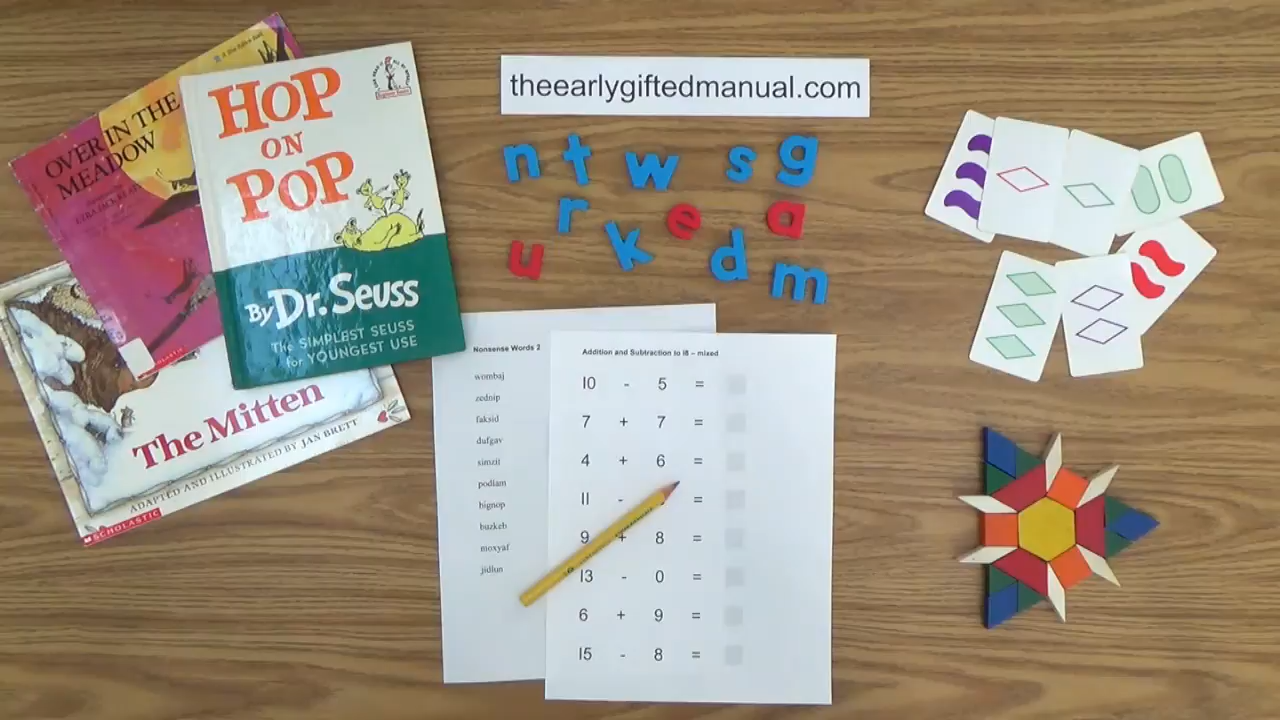 theearlygiftedmanual.com
OVER IN THE
MEADOW
HOP
ON
POP
By Dr. Seuss
The SIMPLEST SEUSS
for YOUNGEST USE
The Mitten
ADAPTED AND ILLUSTRATED BY JAN BRETT
SCHOLASTIC
n t w s g
r k e d a
u m
Nonsense Words 2
wombaj
zednip
faksid
dufgav
simzit
podlam
bignop
buzkeb
moxyaf
jidlun
Addition and Subtraction to 18 – mixed
10 - 5 =
7 + 7 =
4 + 6 =
11 - =
9 + 8 =
13 - 0 =
6 + 9 =
15 - 8 =